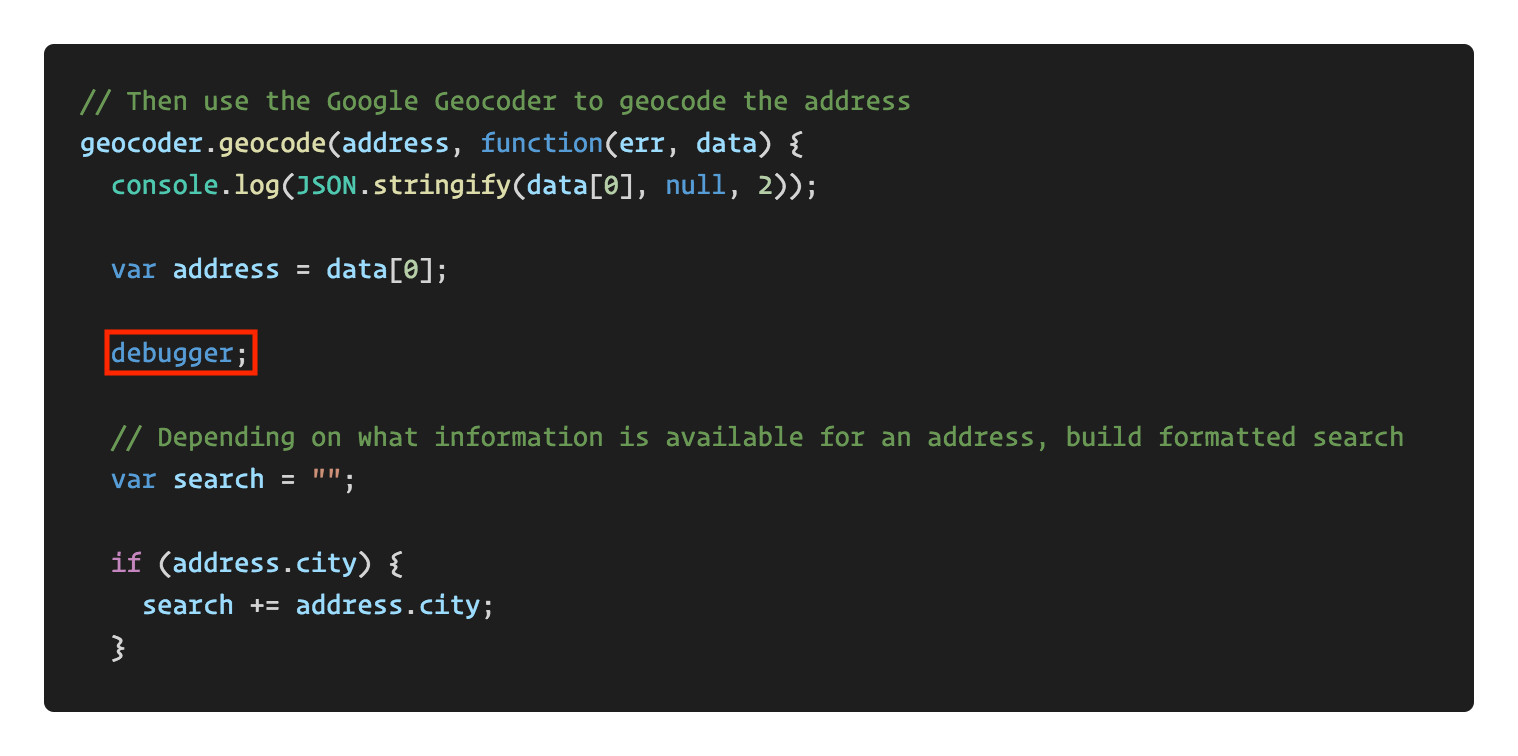 // Then use the Google Geocoder to geocode the address
geocoder.geocode(address, function(err, data) {
  console.log(JSON.stringify(data[0], null, 2));
  var address = data[0];
  debugger;
  // Depending on what information is available for an address, build formatted search
  var search = "";
  if (address.city) {
    search += address.city;
  }